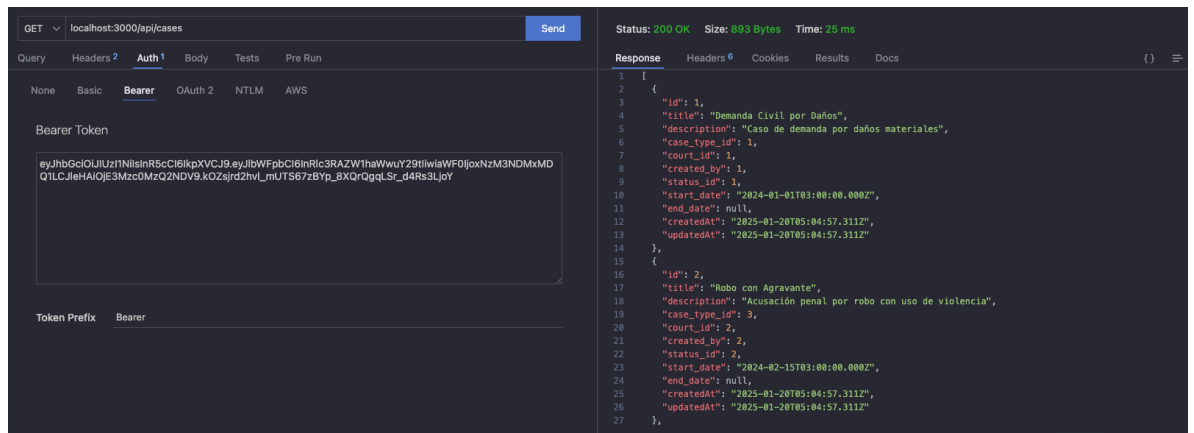 GET localhost:3000/api/cases Send
Query Headers 2 Auth 1 Body Tests Pre Run
None Basic Bearer OAuth 2 NTLM AWS
Bearer Token
eyJhbGciOiJIUzI1NiIsInR5cCI6IkpXVCJ9.eyJlbWFpbCI6InRlc3RAZW1haWwuY29tIiwiaWF0IjoxNzM3NDMxMD
Q1LCJleHAiOjE3Mzc0MzQ2NDV9.kOZsjrd2hvl_mUTS67zBYp_8XQrQgqLSr_d4Rs3LjoY
Token Prefix Bearer
Status: 200 OK Size: 893 Bytes Time: 25 ms
Response Headers 6 Cookies Results Docs {}
1 [
2 {
3 "id": 1,
4 "title": "Demanda Civil por Daños",
5 "description": "Caso de demanda por daños materiales",
6 "case_type_id": 1,
7 "court_id": 1,
8 "created_by": 1,
9 "status_id": 1,
10 "start_date": "2024-01-01T03:00:00.000Z",
11 "end_date": null,
12 "createdAt": "2025-01-20T05:04:57.311Z",
13 "updatedAt": "2025-01-20T05:04:57.311Z"
14 },
15 {
16 "id": 2,
17 "title": "Robo con Agravante",
18 "description": "Acusación penal por robo con uso de violencia",
19 "case_type_id": 3,
20 "court_id": 2,
21 "created_by": 2,
22 "status_id": 2,
23 "start_date": "2024-02-15T03:00:00.000Z",
24 "end_date": null,
25 "createdAt": "2025-01-20T05:04:57.311Z",
26 "updatedAt": "2025-01-20T05:04:57.311Z"
27 },